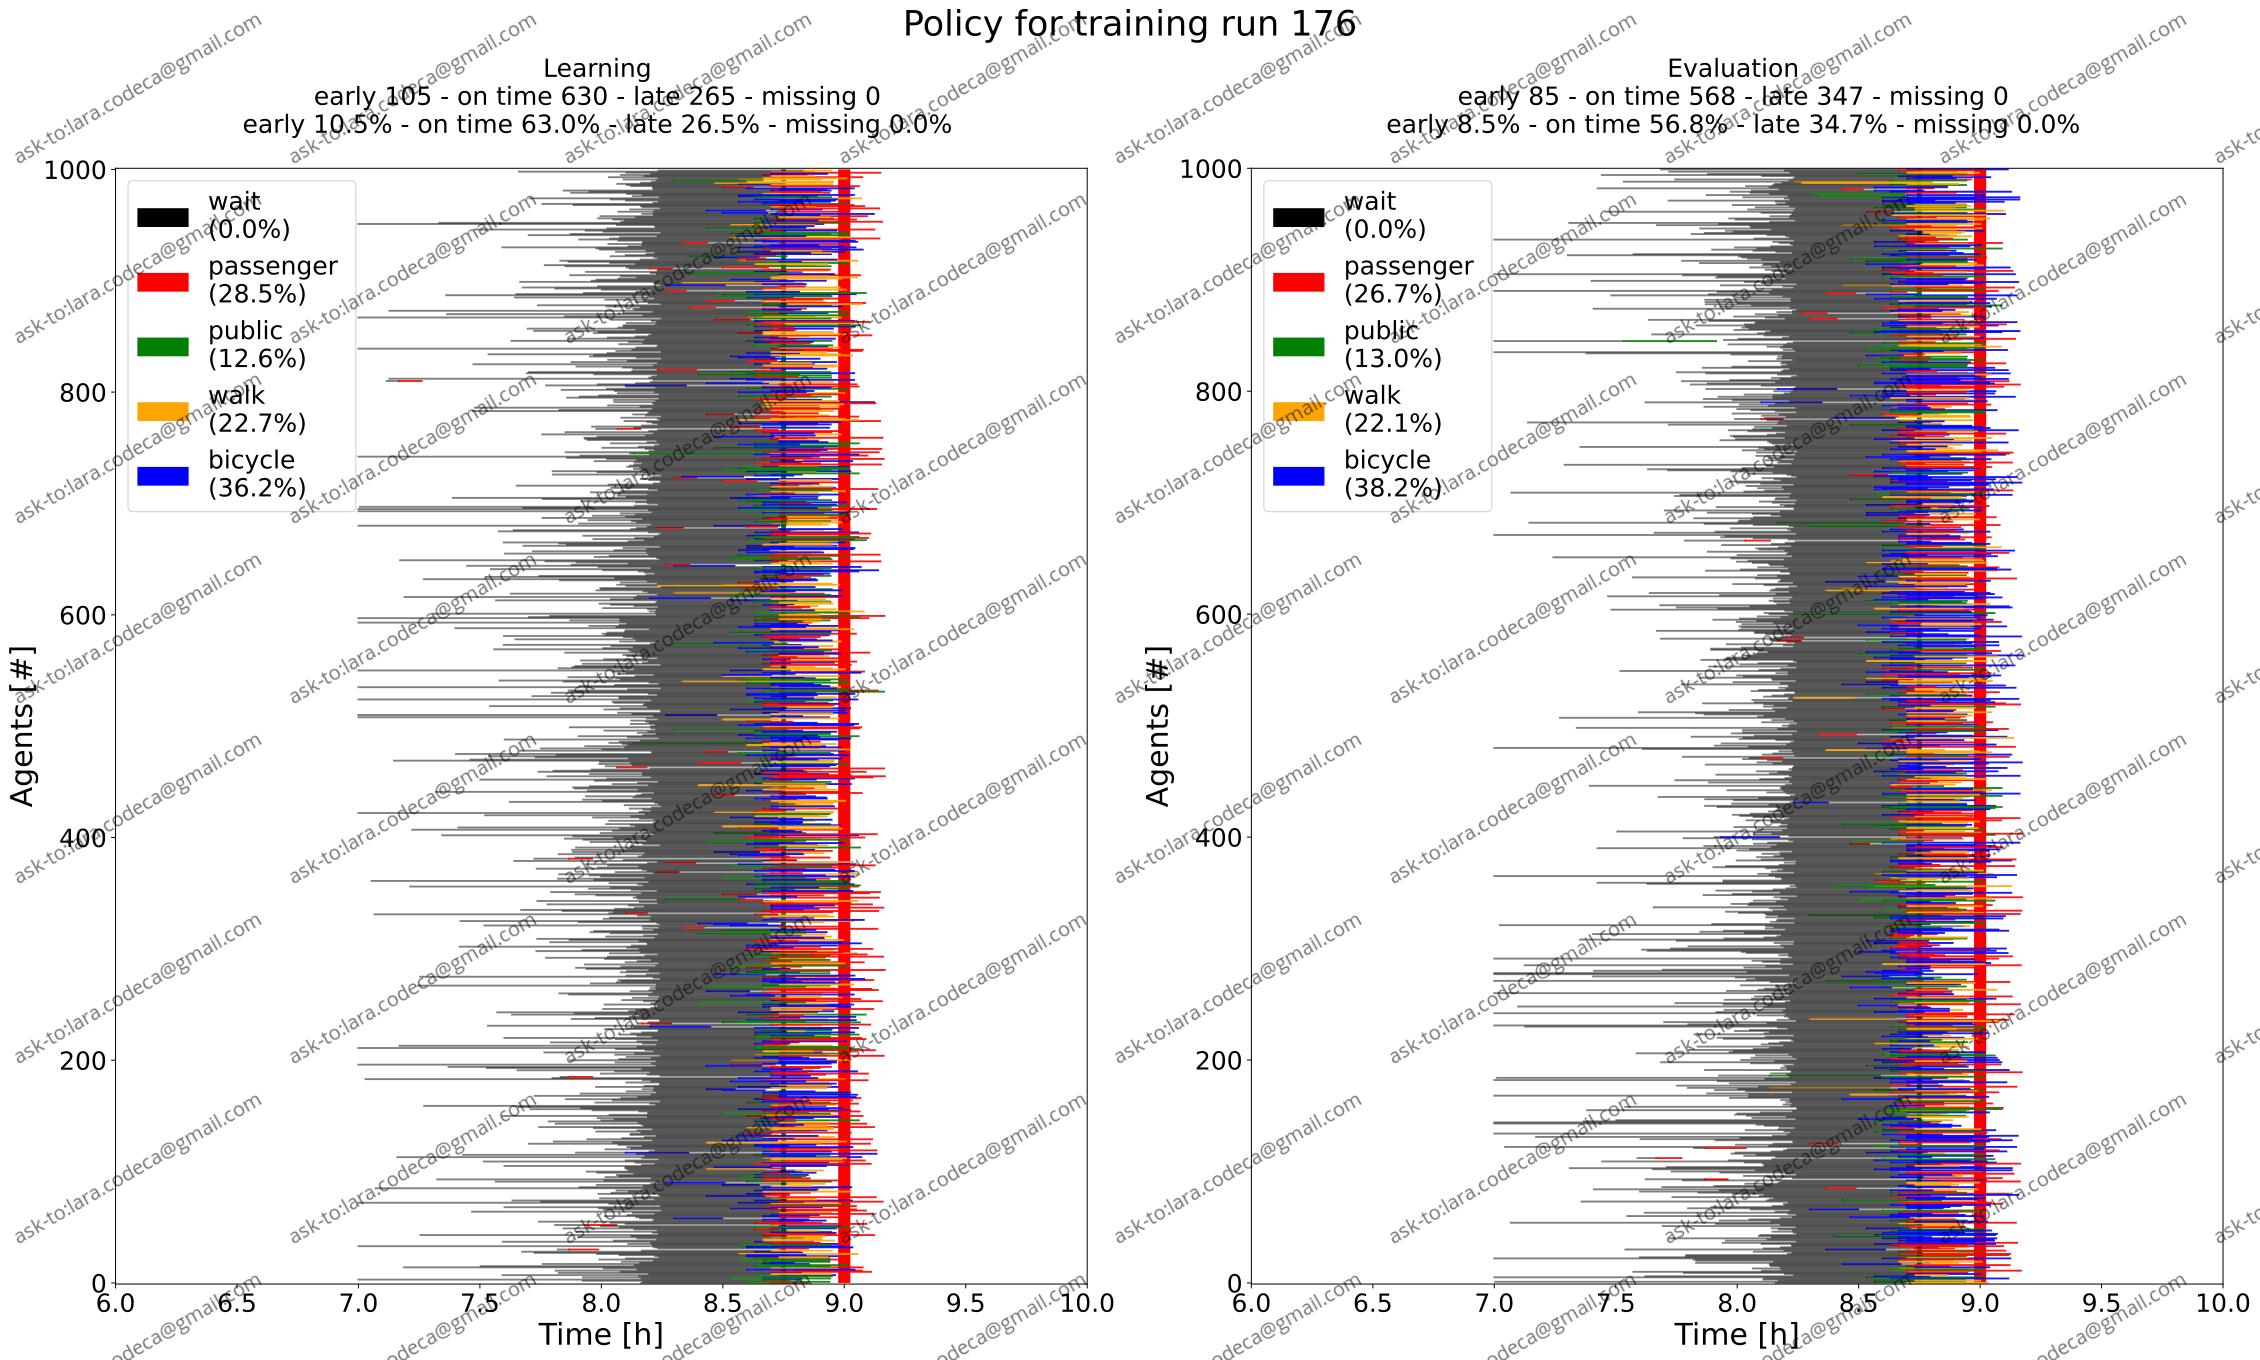 Policy for training run 176
Learning
early 105 - on time 630 - late 265 - missing 0
early 10.5% - on time 63.0% - late 26.5% - missing 0.0%
Agents [#]
1000
800
600
400
200
0
wait
(0.0%)
passenger
(28.5%)
public
(12.6%)
walk
(22.7%)
bicycle
(36.2%)
6.0 6.5 7.0 7.5 8.0 8.5 9.0 9.5 10.0
Time [h]
Evaluation
early 85 - on time 568 - late 347 - missing 0
early 8.5% - on time 56.8% - late 34.7% - missing 0.0%
Agents [#]
1000
800
600
400
200
0
wait
(0.0%)
passenger
(26.7%)
public
(13.0%)
walk
(22.1%)
bicycle
(38.2%)
6.0 6.5 7.0 7.5 8.0 8.5 9.0 9.5 10.0
Time [h]
ask-to:lara.codeca@gmail.com